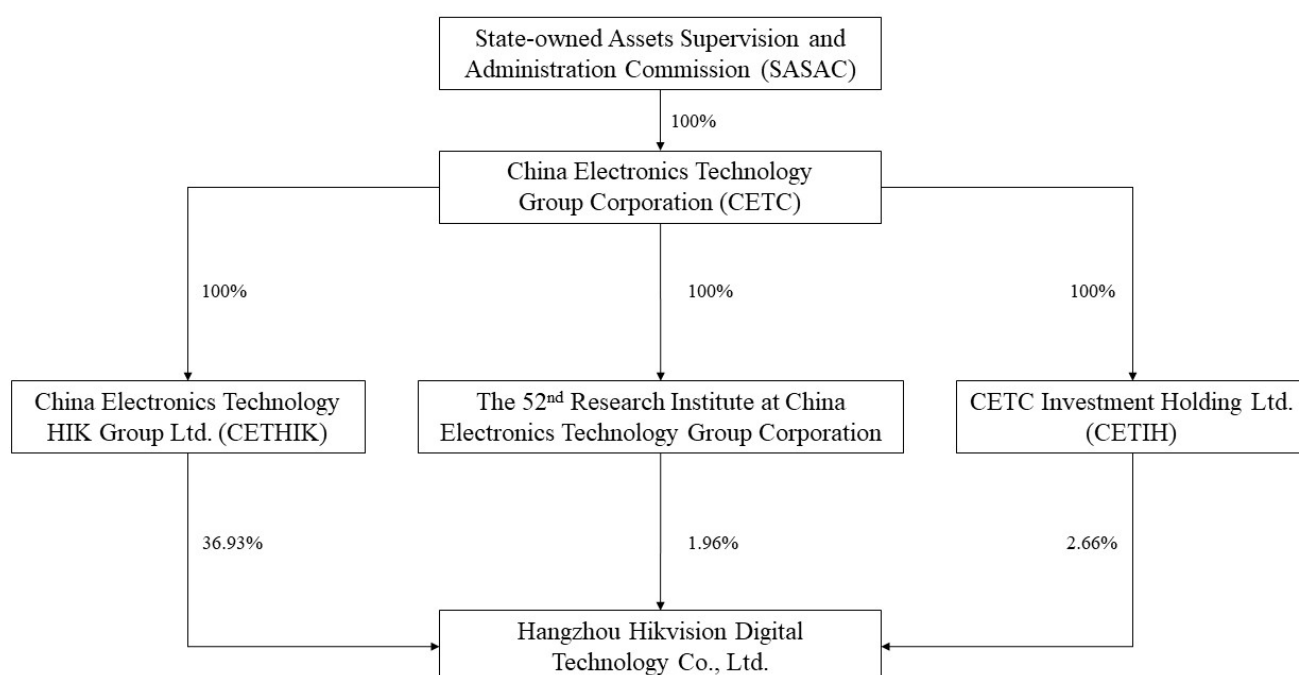 State-owned Assets Supervision and
Administration Commission (SASAC)
100%
China Electronics Technology
Group Corporation (CETC)
100%
100%
100%
China Electronics Technology
HIK Group Ltd. (CETHIK)
The 52nd Research Institute at China
Electronics Technology Group Corporation
CETC Investment Holding Ltd.
(CETIH)
36.93%
1.96%
2.66%
Hangzhou Hikvision Digital
Technology Co., Ltd.